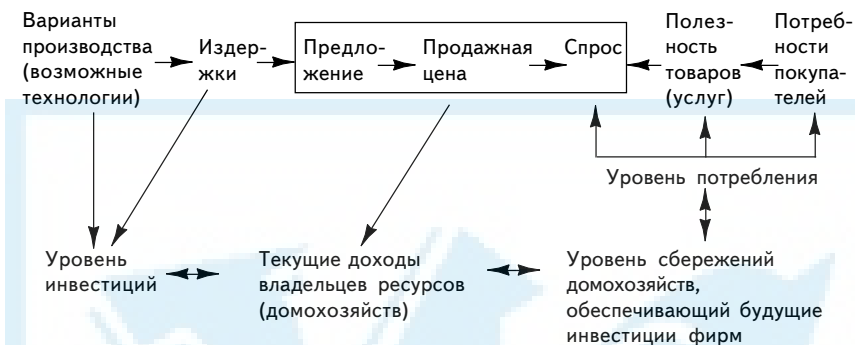 Варианты
производства
(возможные
технологии)
Издер-
жки
Предло-
жение
Продажная
цена
Спрос
Полез-
ность
товаров
(услуг)
Потреб-
ности
покупа-
телей
Уровень потребления
Уровень
инвестиций
Текущие доходы
владельцев ресурсов
(домохозяйств)
Уровень сбережений
домохозяйств,
обеспечивающий будущие
инвестиции фирм